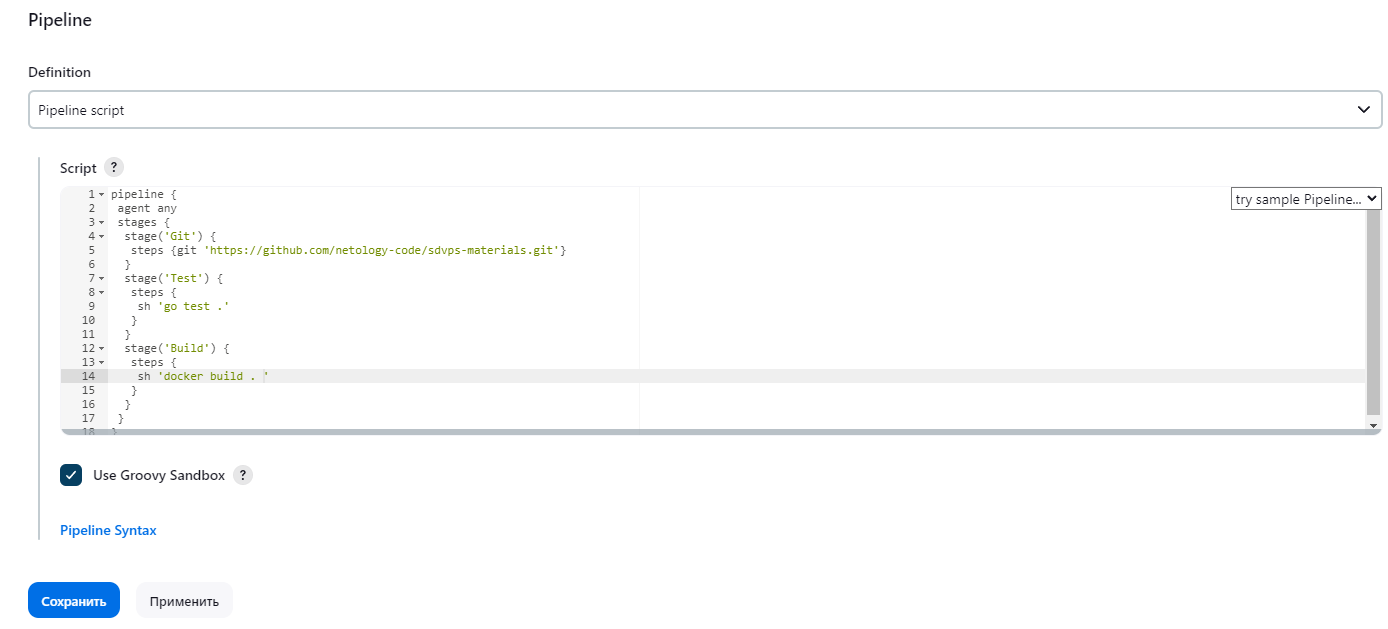 Pipeline
Definition
Pipeline script
Script ?
try sample Pipeline...
1 pipeline {
2 agent any
3 stages {
4 stage('Git') {
5 steps {git 'https://github.com/netology-code/sdvps-materials.git'}
6 }
7 stage('Test') {
8 steps {
9 sh 'go test .'
10 }
11 }
12 stage('Build') {
13 steps {
14 sh 'docker build . '
15 }
16 }
17 }
18 }
Use Groovy Sandbox ?
Pipeline Syntax
Сохранить
Применить